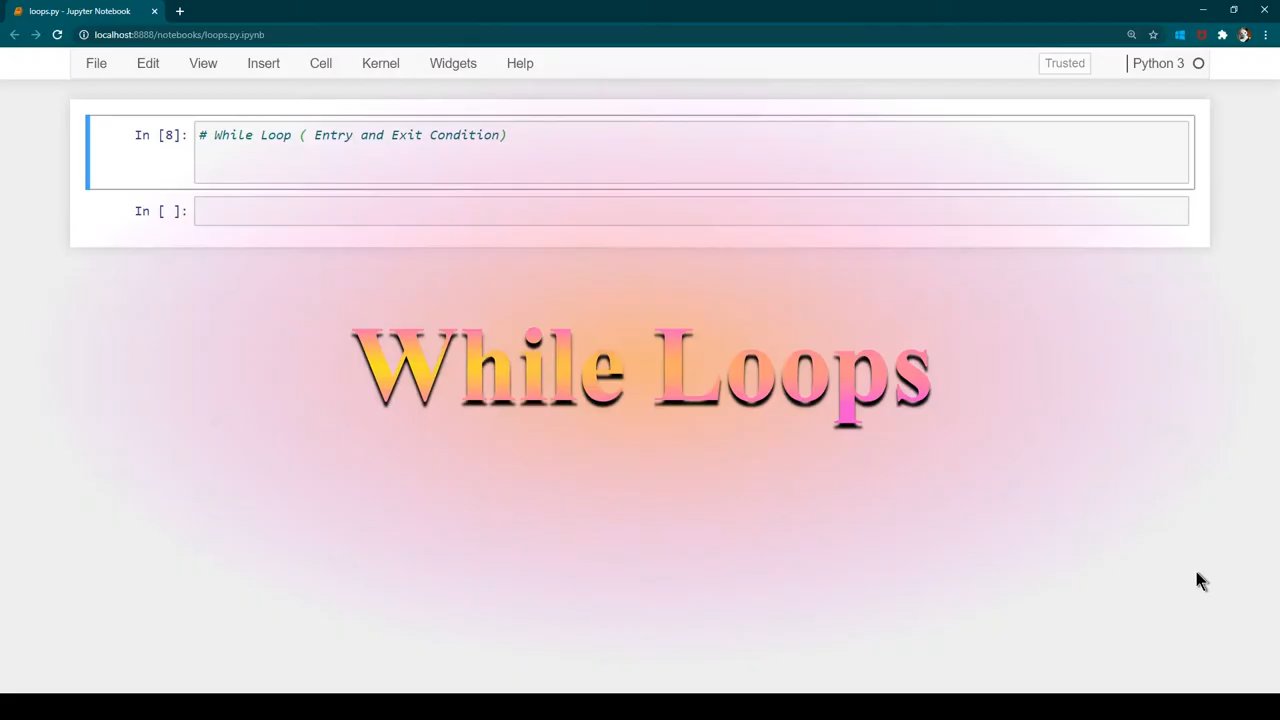 loops.py - Jupyter Notebook
localhost:8888/notebooks/loops.py.ipynb
File Edit View Insert Cell Kernel Widgets Help Trusted Python 3
In [8]: # While Loop ( Entry and Exit Condition)
In [ ]:
While Loops